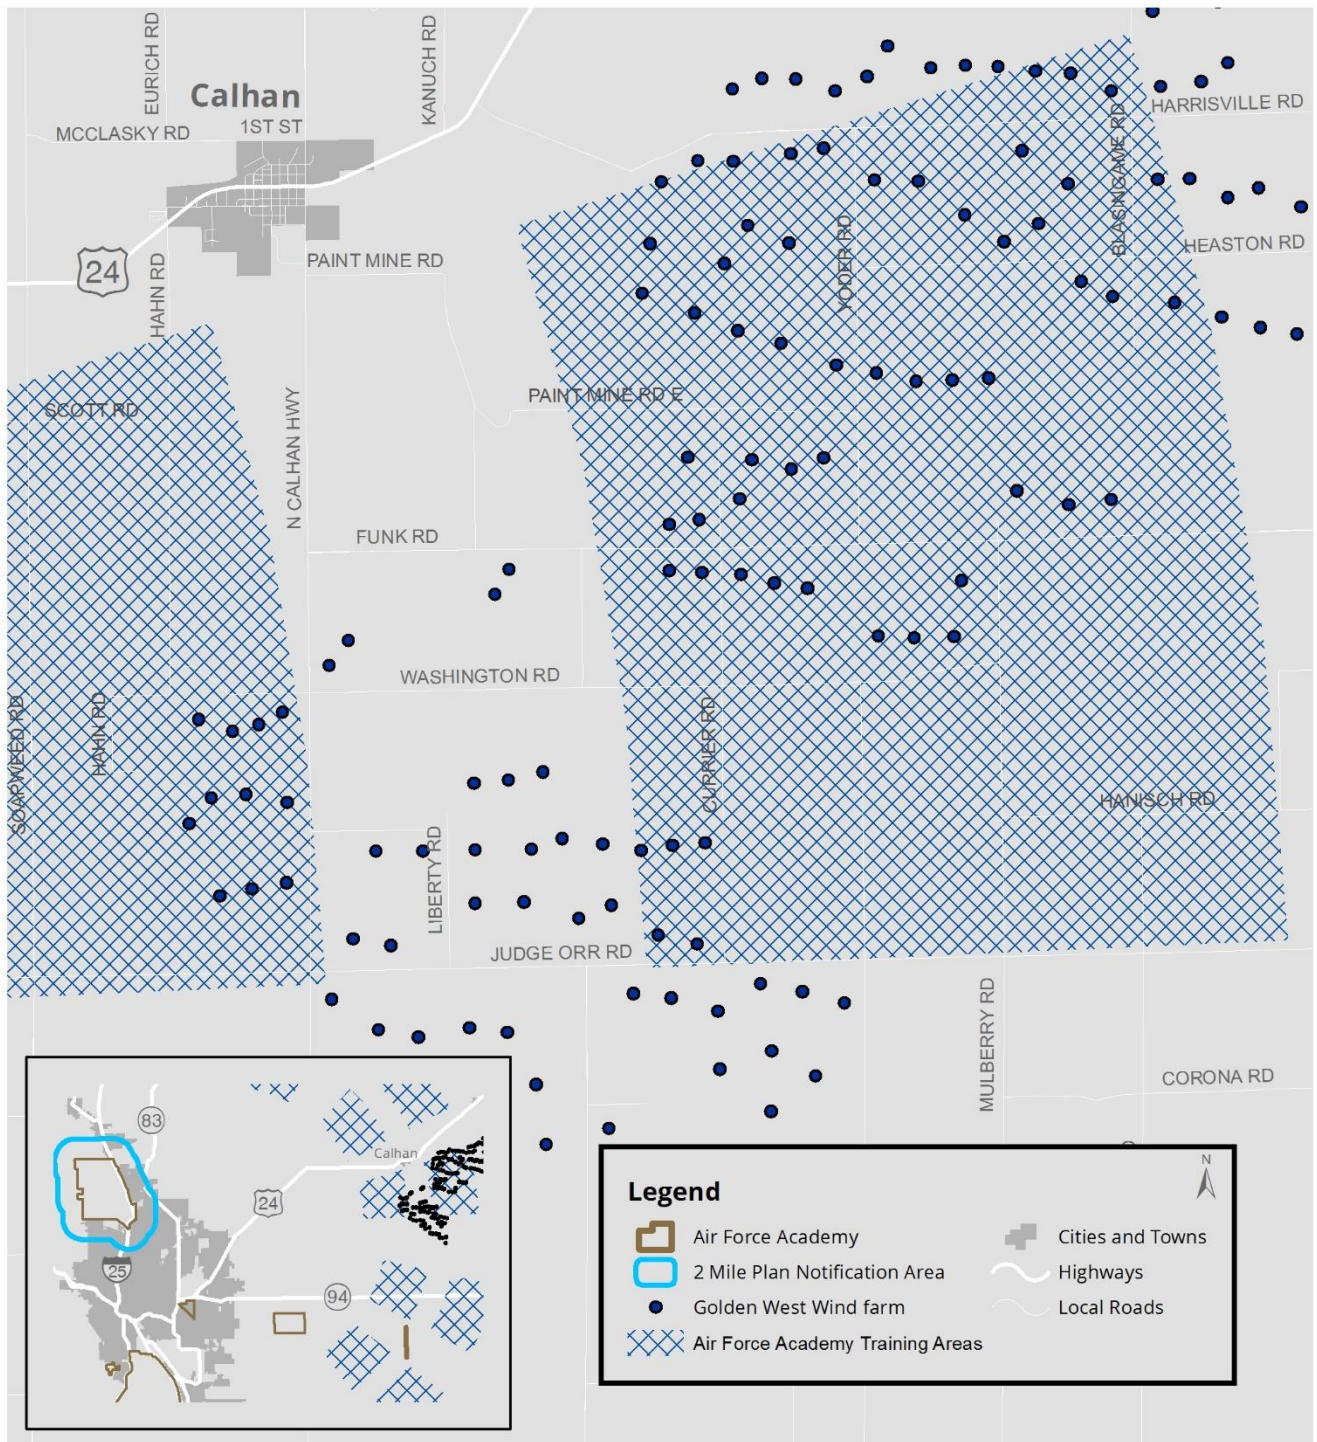 EURICH RD
KANUCH RD
Calhan
1ST ST
MCCLASKY RD
HARRISVILLE RD
BLASINGAME RD
HEASTON RD
YODER RD
PAINT MINE RD
24
HAHN RD
SCOTT RD
PAINT MINE RD E
N CALHAN HWY
FUNK RD
WASHINGTON RD
SOAPWEED RD
HAHN RD
CURRIER RD
HANISCH RD
LIBERTY RD
JUDGE ORR RD
MULBERRY RD
CORONA RD
83
Calhan
24
25
94
N
Legend
Air Force Academy
2 Mile Plan Notification Area
Golden West Wind farm
Air Force Academy Training Areas
Cities and Towns
Highways
Local Roads